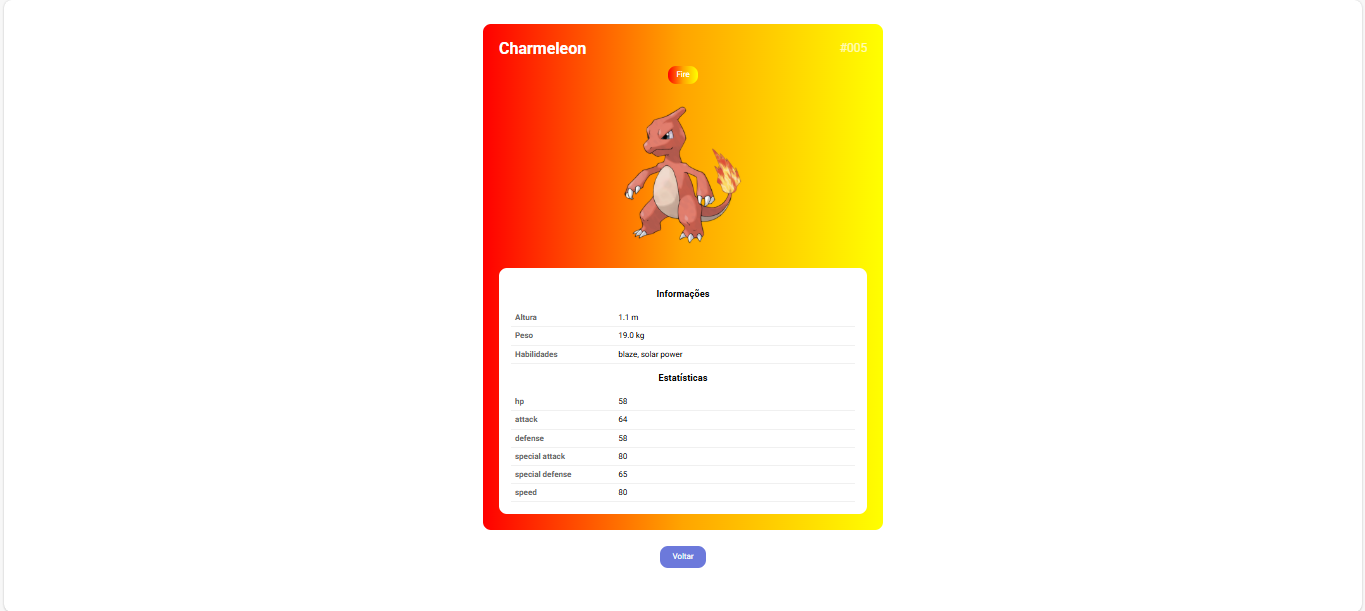 Charmeleon #005
Fire
Informações
Altura 1.1 m
Peso 19.0 kg
Habilidades blaze, solar power
Estatísticas
hp 58
attack 64
defense 58
special attack 80
special defense 65
speed 80
Voltar